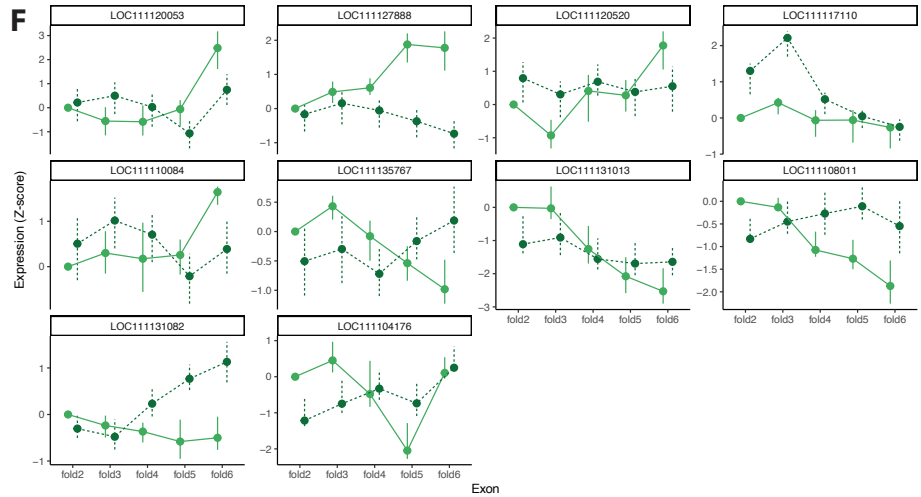 F
LOC111120053 LOC111127888 LOC111120520 LOC111117110
3 2 1 0 −1
2 1 0 −1
2 1 0 −1
2 1 0 −1
LOC111110084 LOC111135767 LOC111131013 LOC111108011
1 0
0.5 0.0 −0.5 −1.0
0 −1 −2 −3
0.0 −0.5 −1.0 −1.5 −2.0
fold2 fold3 fold4 fold5 fold6 fold2 fold3 fold4 fold5 fold6
LOC111131082 LOC111104176
1 0 −1
1 0 −1 −2
fold2 fold3 fold4 fold5 fold6 fold2 fold3 fold4 fold5 fold6
Expression (Z-score)
Exon